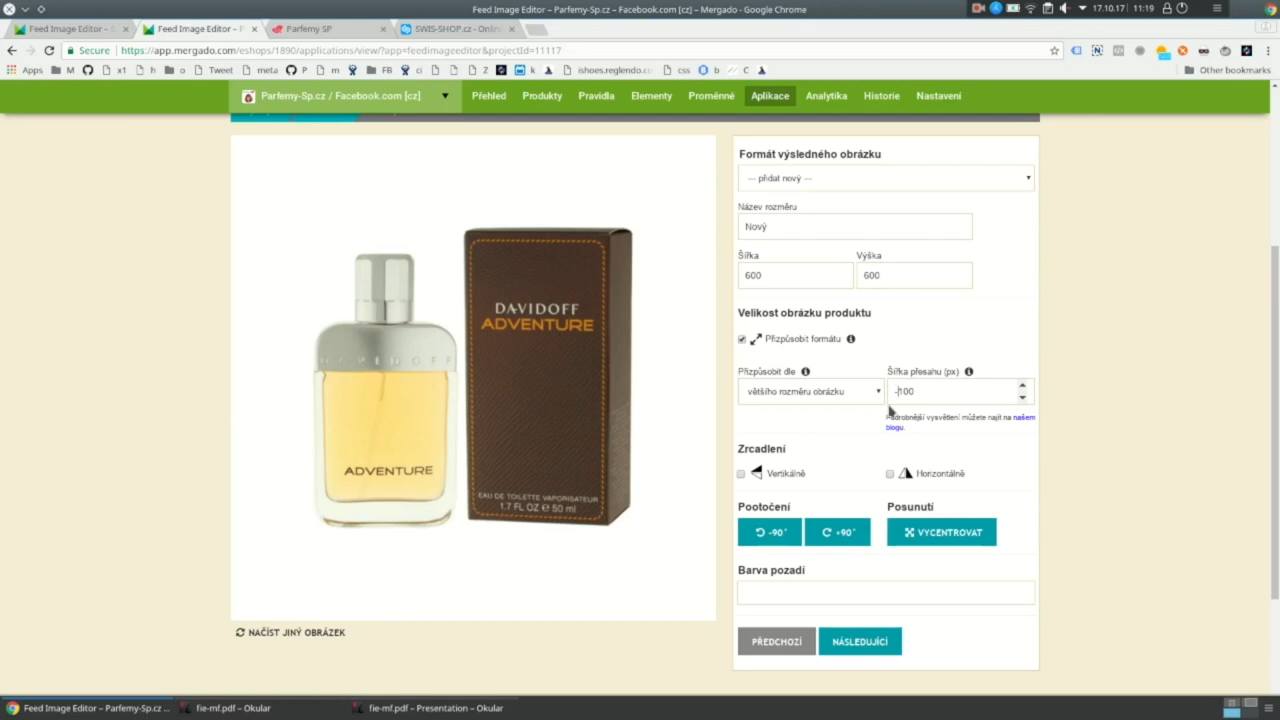 Feed Image Editor – Parfemy-Sp.cz – Facebook.com [cz] – Mergado - Google Chrome
17.10.17 11:19
Feed Image Editor –
Feed Image Editor – P
Parfemy SP
SWIS-SHOP.cz - Onlin
Secure https://app.mergado.com/eshops/1890/applications/view/?app=feedimageeditor&projectId=11117
Apps M P x1 h o Tweet meta P m FB ci Z k ishoes.reglendo.c css b C Other bookmarks
Parfemy-Sp.cz / Facebook.com [cz] Přehled Produkty Pravidla Elementy Proměnné Aplikace Analytika Historie Nastavení
DAVIDOFF
ADVENTURE
DAVIDOFF
ADVENTURE
EAU DE TOILETTE VAPORISATEUR
1.7 FL OZ e 50 ml
NAČÍST JINÝ OBRÁZEK
Formát výsledného obrázku
--- přidat nový ---
Název rozměru
Nový
Šířka Výška
600 600
Velikost obrázku produktu
Přizpůsobit formátu
Přizpůsobit dle Šířka přesahu (px)
většího rozměru obrázku -100
Podrobnější vysvětlení můžete najít na našem
blogu.
Zrcadlení
Vertikálně Horizontálně
Pootočení Posunutí
-90° +90° VYCENTROVAT
Barva pozadí
PŘEDCHOZÍ NÁSLEDUJÍCÍ
Feed Image Editor – Parfemy-Sp.cz ... fie-mf.pdf – Okular fie-mf.pdf – Presentation – Okular